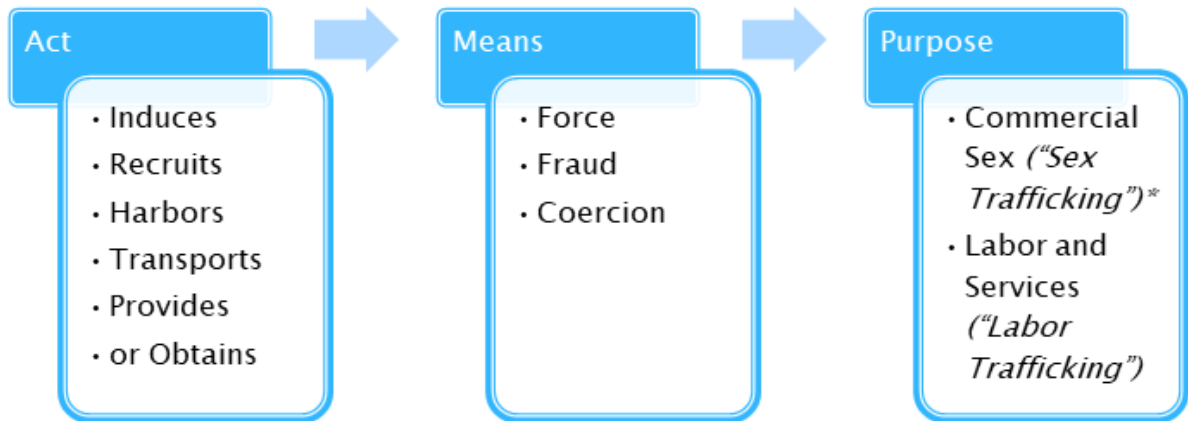 Act
• Induces
• Recruits
• Harbors
• Transports
• Provides
• or Obtains
Means
• Force
• Fraud
• Coercion
Purpose
• Commercial
Sex (“Sex
Trafficking”)*
• Labor and
Services
(“Labor
Trafficking”)